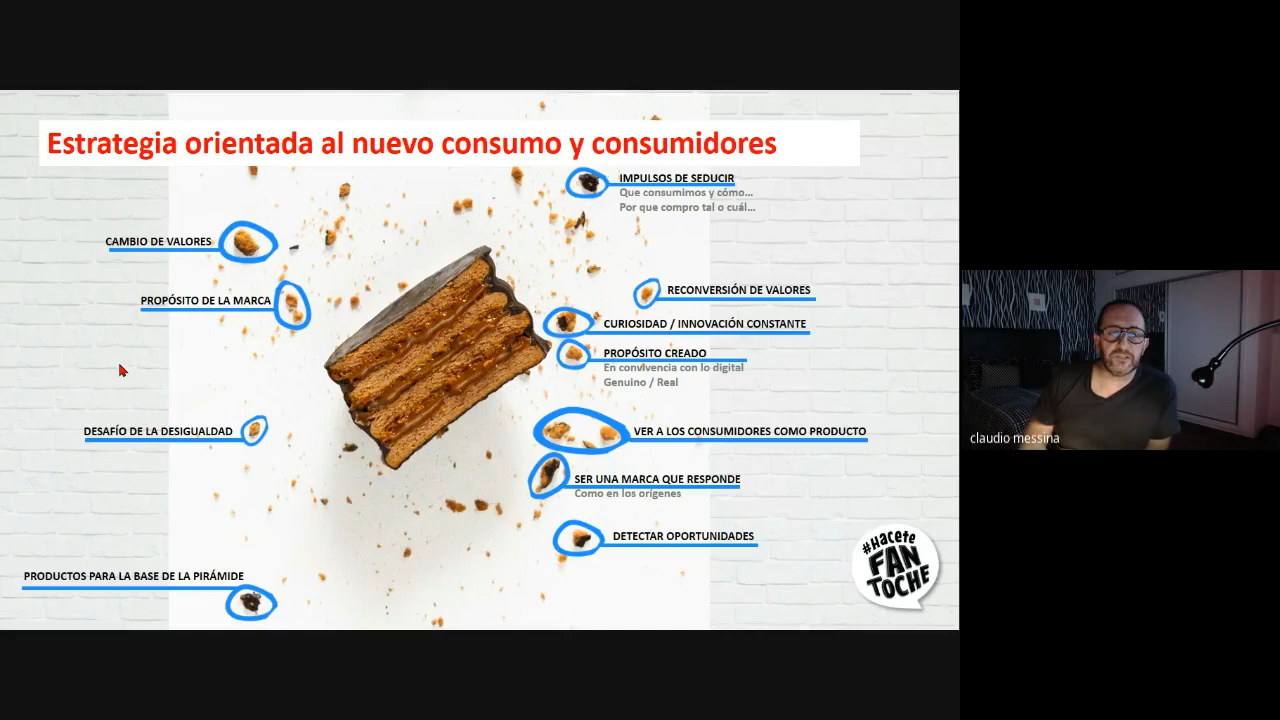 Estrategia orientada al nuevo consumo y consumidores
IMPULSOS DE SEDUCIR
Que consumimos y cómo...
Por que compro tal o cuál...
CAMBIO DE VALORES
PROPÓSITO DE LA MARCA
RECONVERSIÓN DE VALORES
CURIOSIDAD / INNOVACIÓN CONSTANTE
PROPÓSITO CREADO
En convivencia con lo digital
Genuino / Real
DESAFÍO DE LA DESIGUALDAD
VER A LOS CONSUMIDORES COMO PRODUCTO
SER UNA MARCA QUE RESPONDE
Como en los orígenes
DETECTAR OPORTUNIDADES
PRODUCTOS PARA LA BASE DE LA PIRÁMIDE
#HACeTe
FAN
TOCHE
claudio messina